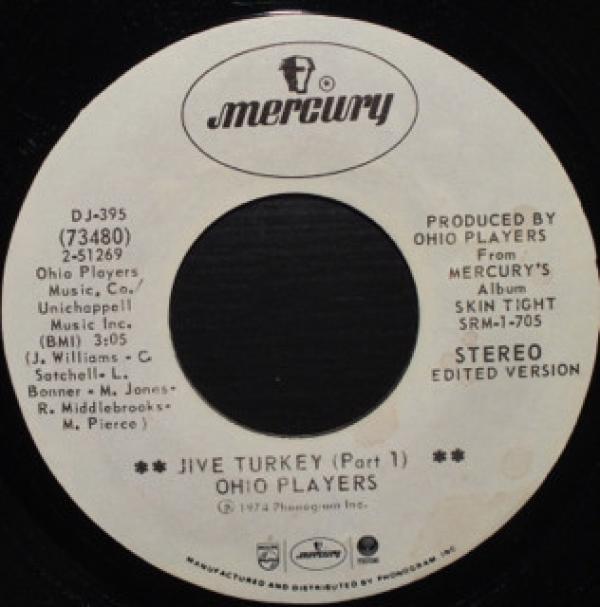 mercury
DJ-395
(73480)
2-51269
Ohio Players
Music, Co./
Unichappell
Music Inc.
(BMI) 3:05
(J. Williams - C.
Satchell- L.
Bonner - M. Jones-
R. Middlebrooks-
M. Pierce )
PRODUCED BY
OHIO PLAYERS
From
MERCURY'S
Album
SKIN TIGHT
SRM-1-705
STEREO
EDITED VERSION
** JIVE TURKEY (Part 1) **
OHIO PLAYERS
Ⓟ 1974 Phonogram Inc.
mercury
MANUFACTURED AND DISTRIBUTED BY PHONOGRAM, INC